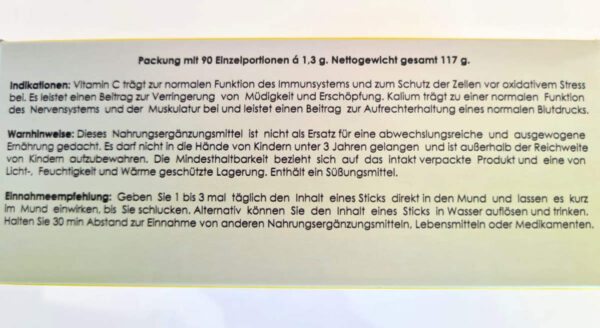 Packung mit 90 Einzelportionen á 1,3 g. Nettogewicht gesamt 117 g.
Indikationen: Vitamin C trägt zur normalen Funktion des Immunsystems und zum Schutz der Zellen vor oxidativem Stress
bei. Es leistet einen Beitrag zur Verringerung von Müdigkeit und Erschöpfung. Kalium trägt zu einer normalen Funktion
des Nervensystems und der Muskulatur bei und leistet einen Beitrag zur Aufrechterhaltung eines normalen Blutdrucks.
Warnhinweise: Dieses Nahrungsergänzungsmittel ist nicht als Ersatz für eine abwechslungsreiche und ausgewogene
Ernährung gedacht. Es darf nicht in die Hände von Kindern unter 3 Jahren gelangen und ist außerhalb der Reichweite
von Kindern aufzubewahren. Die Mindesthaltbarkeit bezieht sich auf das intakt verpackte Produkt und eine von
Licht-, Feuchtigkeit und Wärme geschützte Lagerung. Enthält ein Süßungsmittel.
Einnahmeempfehlung: Geben Sie 1 bis 3 mal täglich den Inhalt eines Sticks direkt in den Mund und lassen es kurz
im Mund einwirken, bis Sie schlucken. Alternativ können Sie den Inhalt eines Sticks in Wasser auflösen und trinken.
Halten Sie 30 min Abstand zur Einnahme von anderen Nahrungsergänzungsmitteln, Lebensmitteln oder Medikamenten.